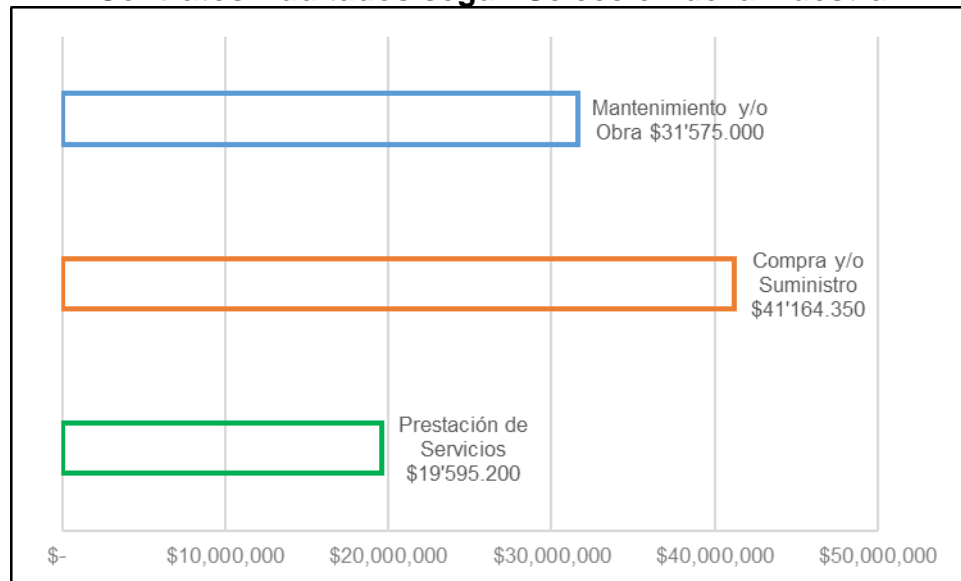 Mantenimiento y/o
Obra $31'575.000
Compra y/o
Suministro
$41'164.350
Prestación de
Servicios
$19'595.200
$- $10,000,000 $20,000,000 $30,000,000 $40,000,000 $50,000,000